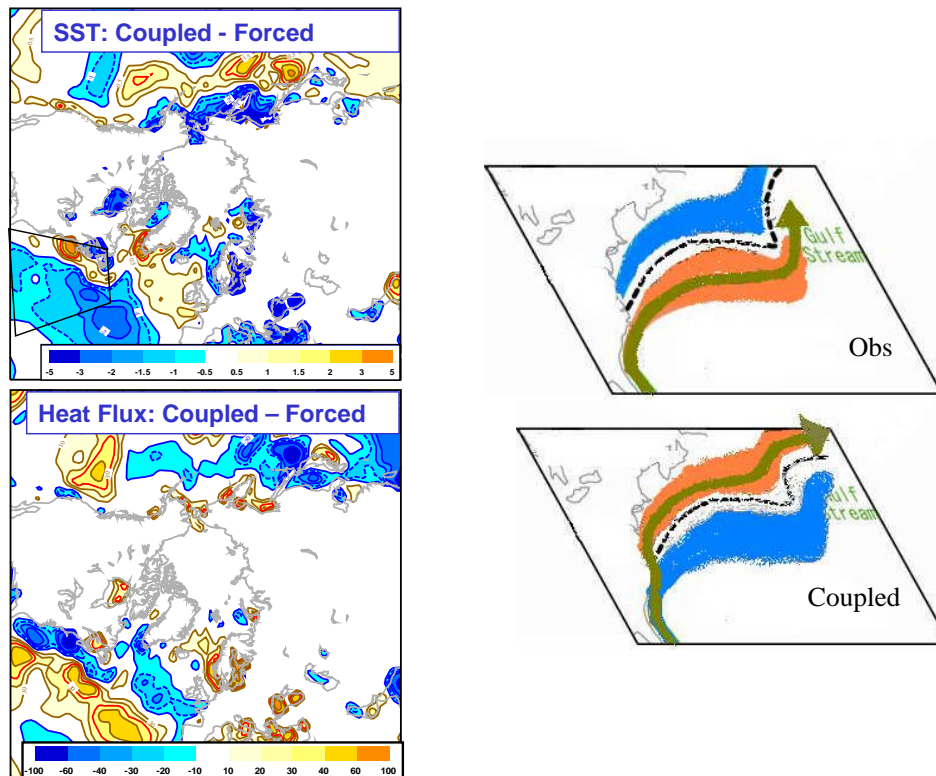 SST: Coupled - Forced
-5 -3 -2 -1.5 -1 -0.5 0.5 1 1.5 2 3 5
Heat Flux: Coupled – Forced
-100 -60 -40 -30 -20 -10 10 20 30 40 60 100
Gulf
Stream
Obs
Stream
Coupled